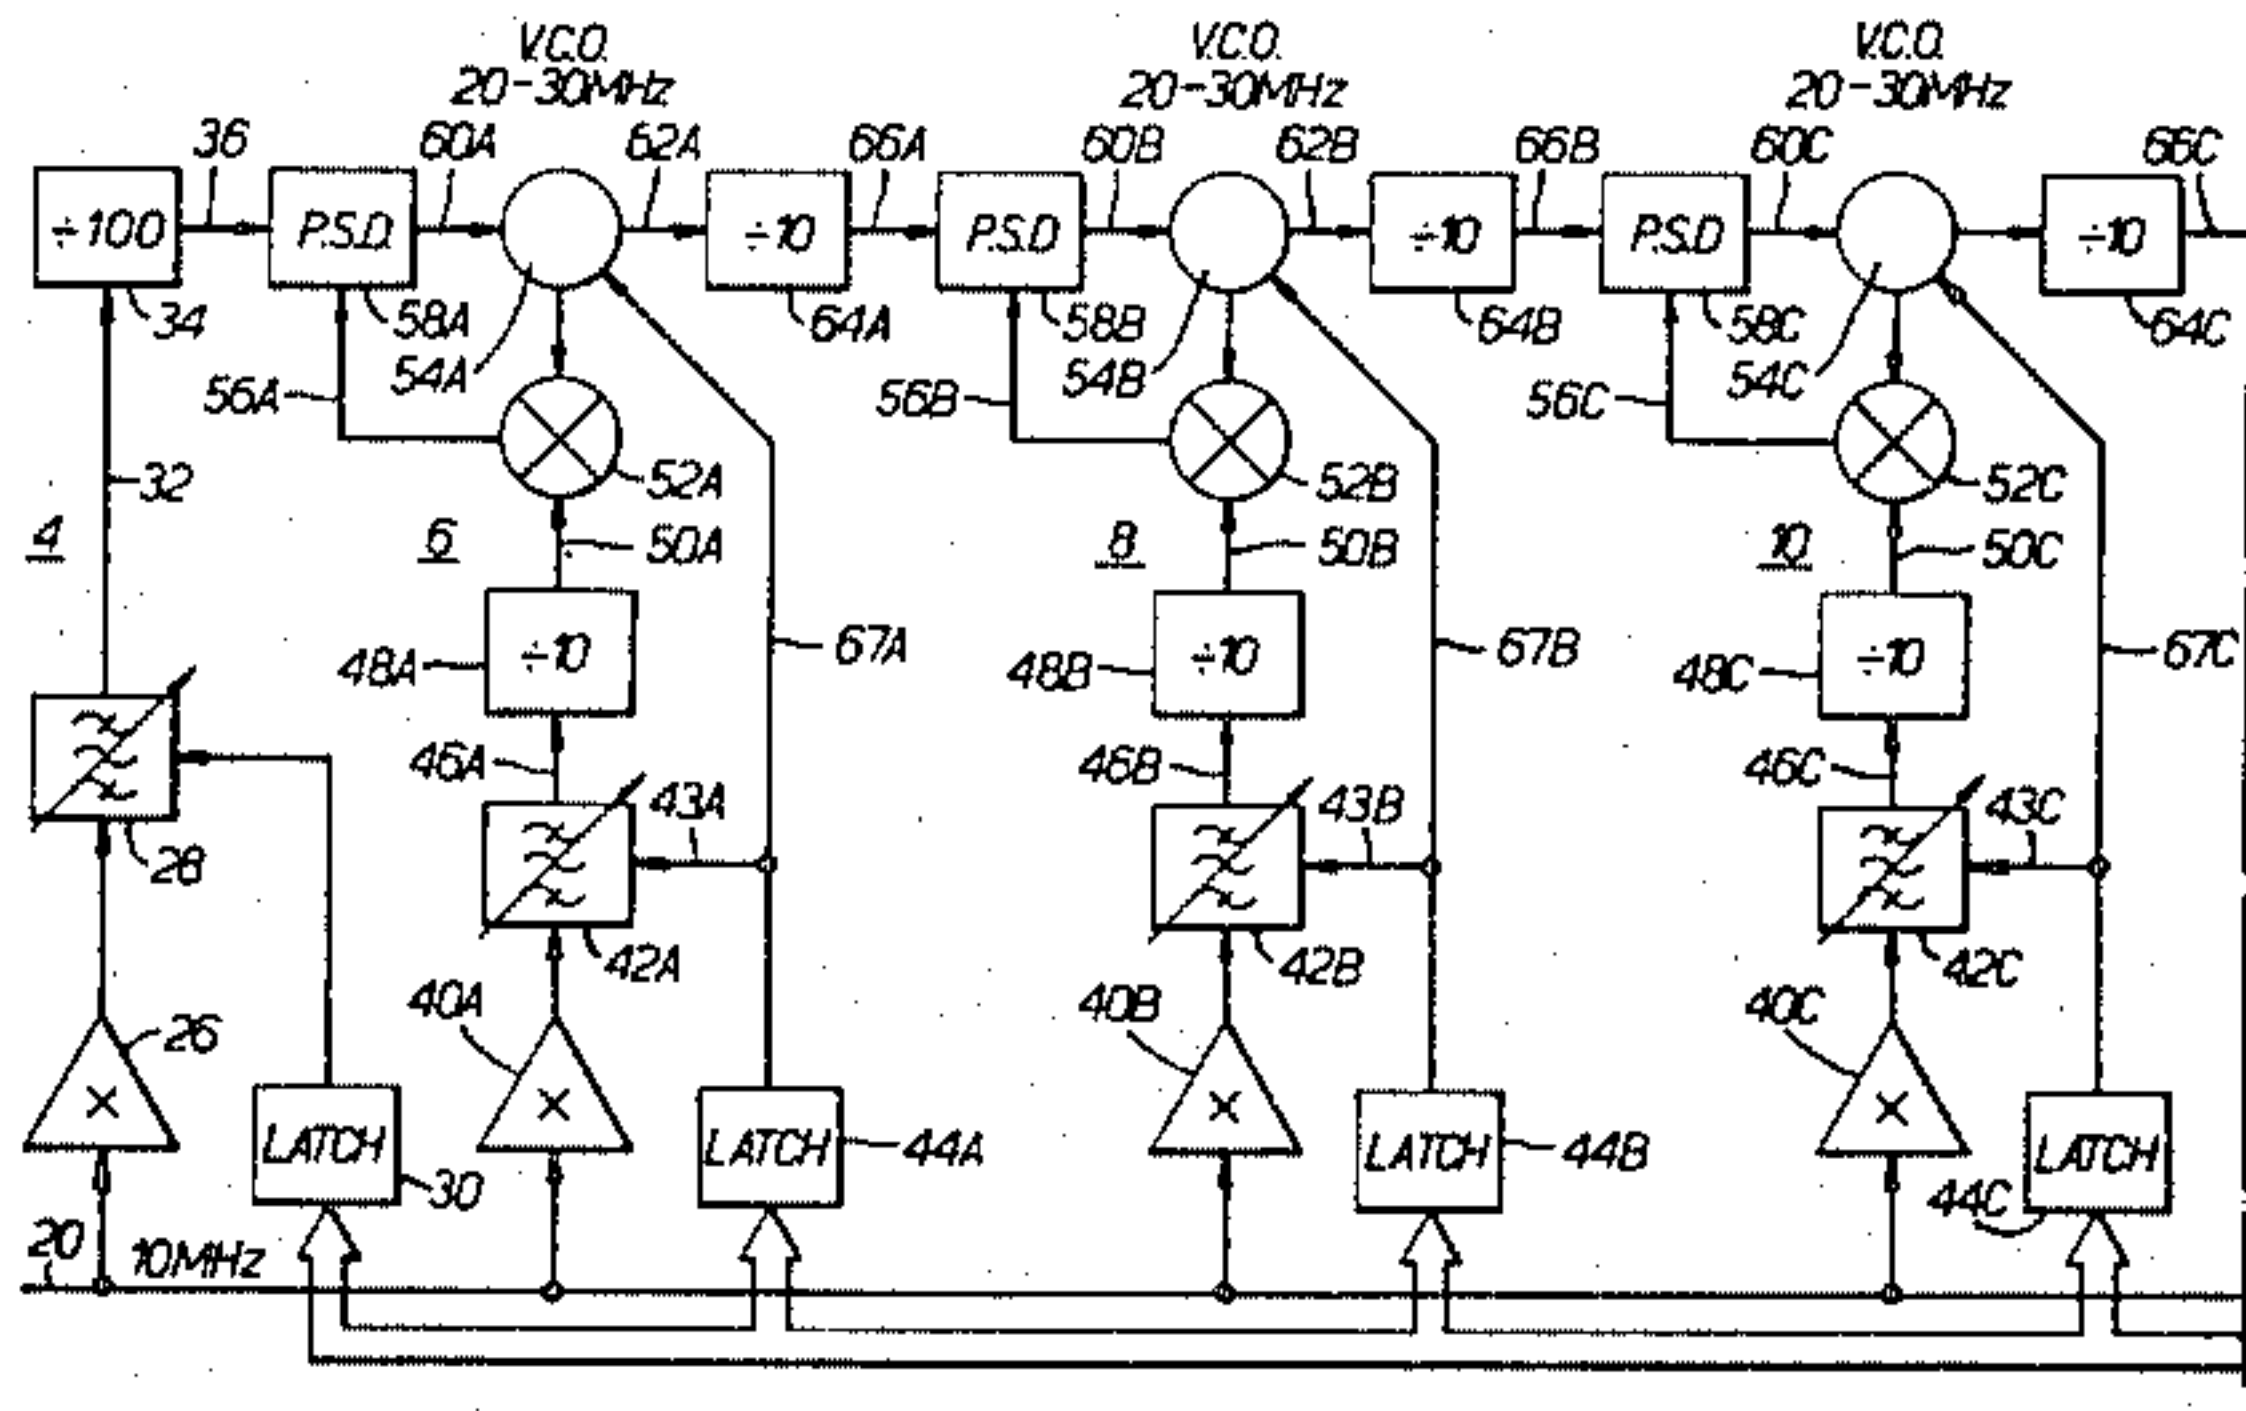 V.C.O. V.C.O. V.C.O.
20-30MHz 20-30MHz 20-30MHz
36 60A 62A 66A 60B 62B 66B 60C 66C
÷100 P.S.D. ÷10 P.S.D ÷10 P.S.D ÷10
34 58A 64A 58B 64B 58C 64C
54A 54B 54C
56A 56B 56C
32 52A 52B 52C
4 6 50A 8 50B 10 50C
48A ÷10 67A 48B ÷10 67B 48C ÷10 67C
46A 43A 46B 43B 46C 43C
28 42A 42B 42C
26 40A 40B 40C
× × × ×
LATCH LATCH LATCH LATCH
30 44A 44B 44C
20 10MHz